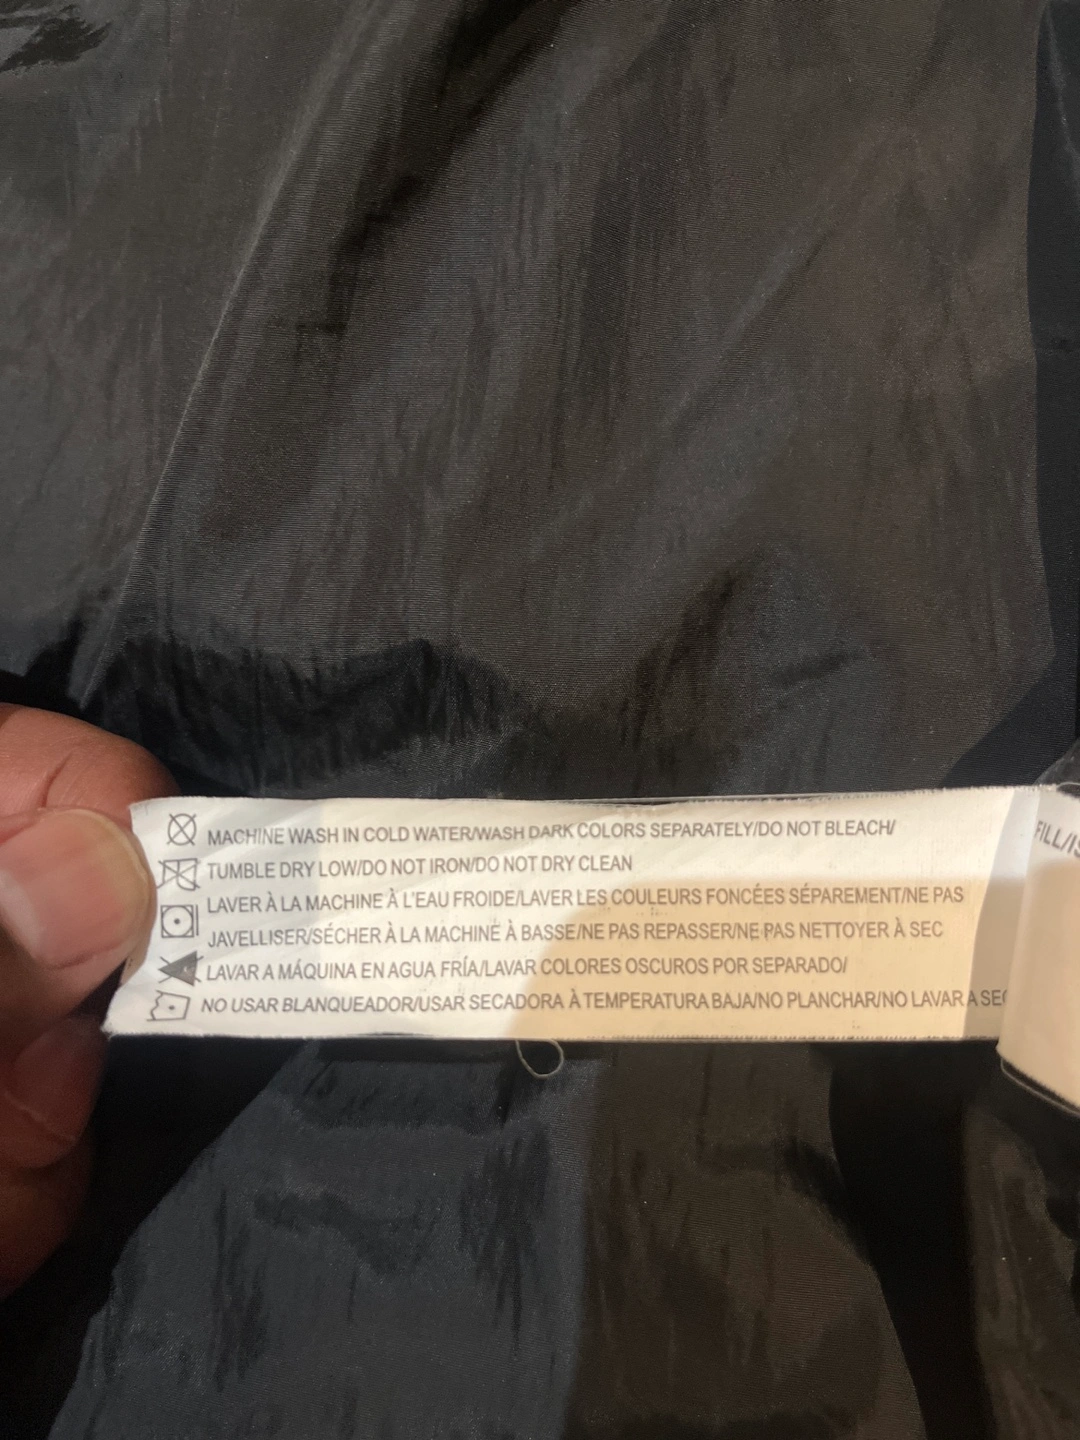 MACHINE WASH IN COLD WATER/WASH DARK COLORS SEPARATELY/DO NOT BLEACH/
TUMBLE DRY LOW/DO NOT IRON/DO NOT DRY CLEAN
LAVER À LA MACHINE À L'EAU FROIDE/LAVER LES COULEURS FONCÉES SÉPAREMENT/NE PAS
JAVELLISER/SÉCHER À LA MACHINE À BASSE/NE PAS REPASSER/NE PAS NETTOYER À SEC
LAVAR A MÁQUINA EN AGUA FRÍA/LAVAR COLORES OSCUROS POR SEPARADO/
NO USAR BLANQUEADOR/USAR SECADORA À TEMPERATURA BAJA/NO PLANCHAR/NO LAVAR A SEC
FILL/